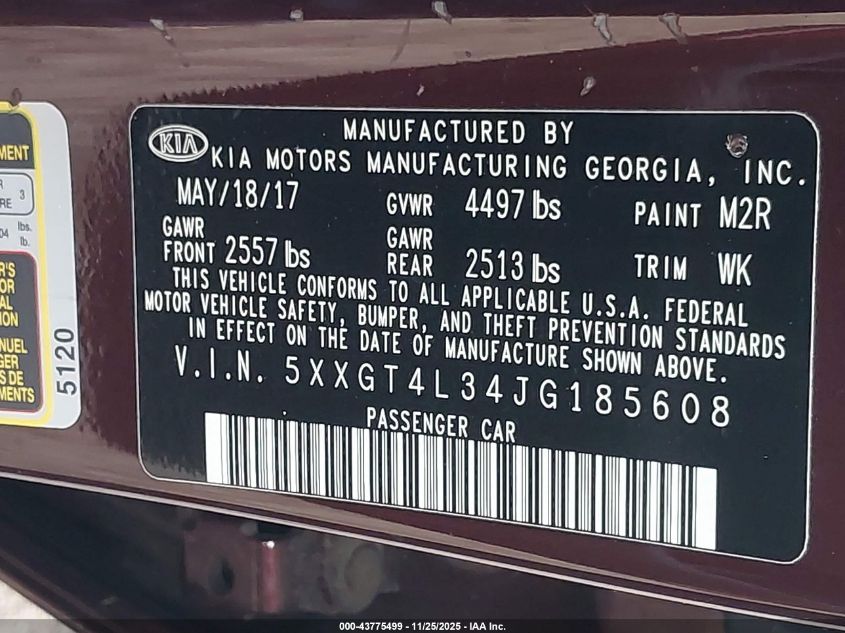 MANUFACTURED BY
KIA KIA MOTORS MANUFACTURING GEORGIA, INC.
MAY/18/17 GVWR 4497 lbs PAINT M2R
GAWR FRONT 2557 lbs GAWR REAR 2513 lbs TRIM WK
THIS VEHICLE CONFORMS TO ALL APPLICABLE U.S.A. FEDERAL
MOTOR VEHICLE SAFETY, BUMPER, AND THEFT PREVENTION STANDARDS
IN EFFECT ON THE DATE OF MANUFACTURE SHOWN ABOVE.
V.I.N. 5XXGT4L34JG185608
PASSENGER CAR
3
lbs.
lb.
5120
000-43775499 - 11/25/2025 - IAA Inc.